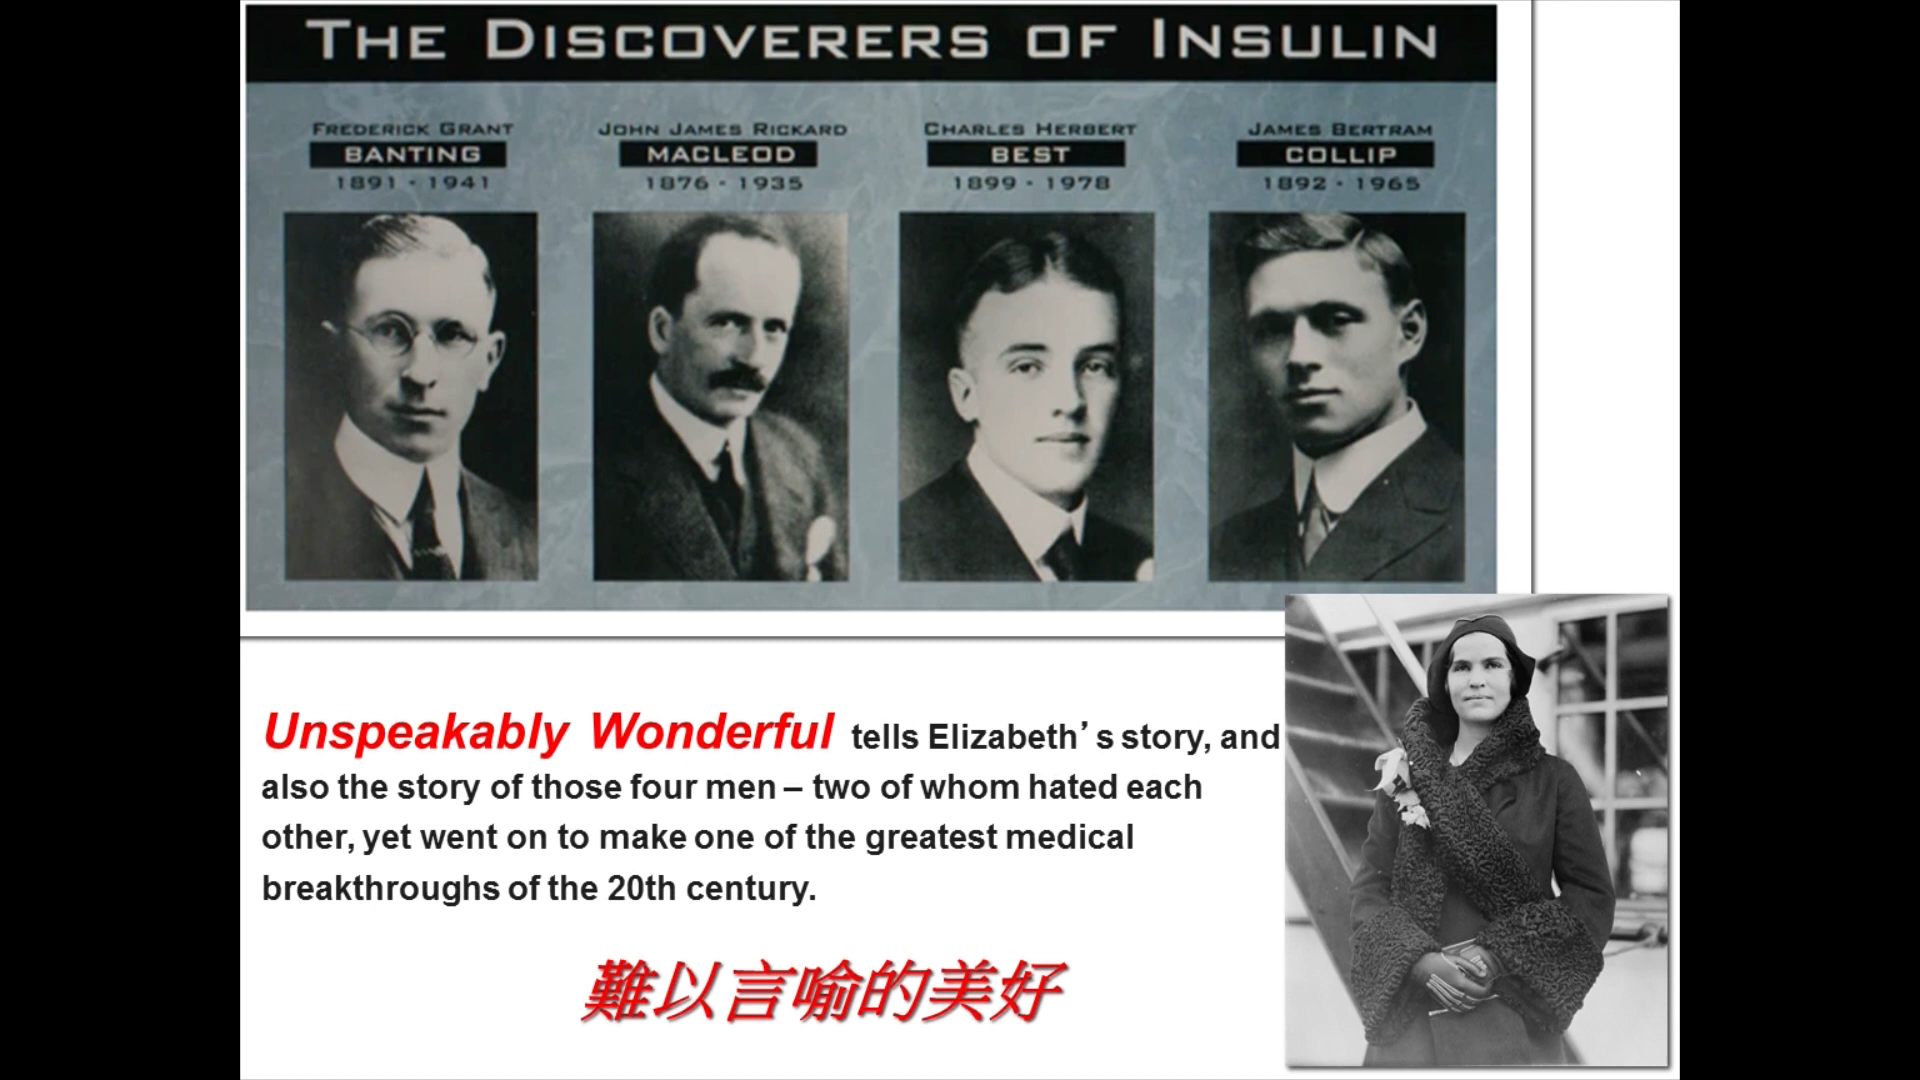 THE DISCOVERERS OF INSULIN
FREDERICK GRANT
BANTING
1891 - 1941
JOHN JAMES RICKARD
MACLEOD
1876 - 1935
CHARLES HERBERT
BEST
1899 - 1978
JAMES BERTRAM
COLLIP
1892 - 1965
Unspeakably Wonderful tells Elizabeth’s story, and
also the story of those four men – two of whom hated each
other, yet went on to make one of the greatest medical
breakthroughs of the 20th century.
難以言喻的美好